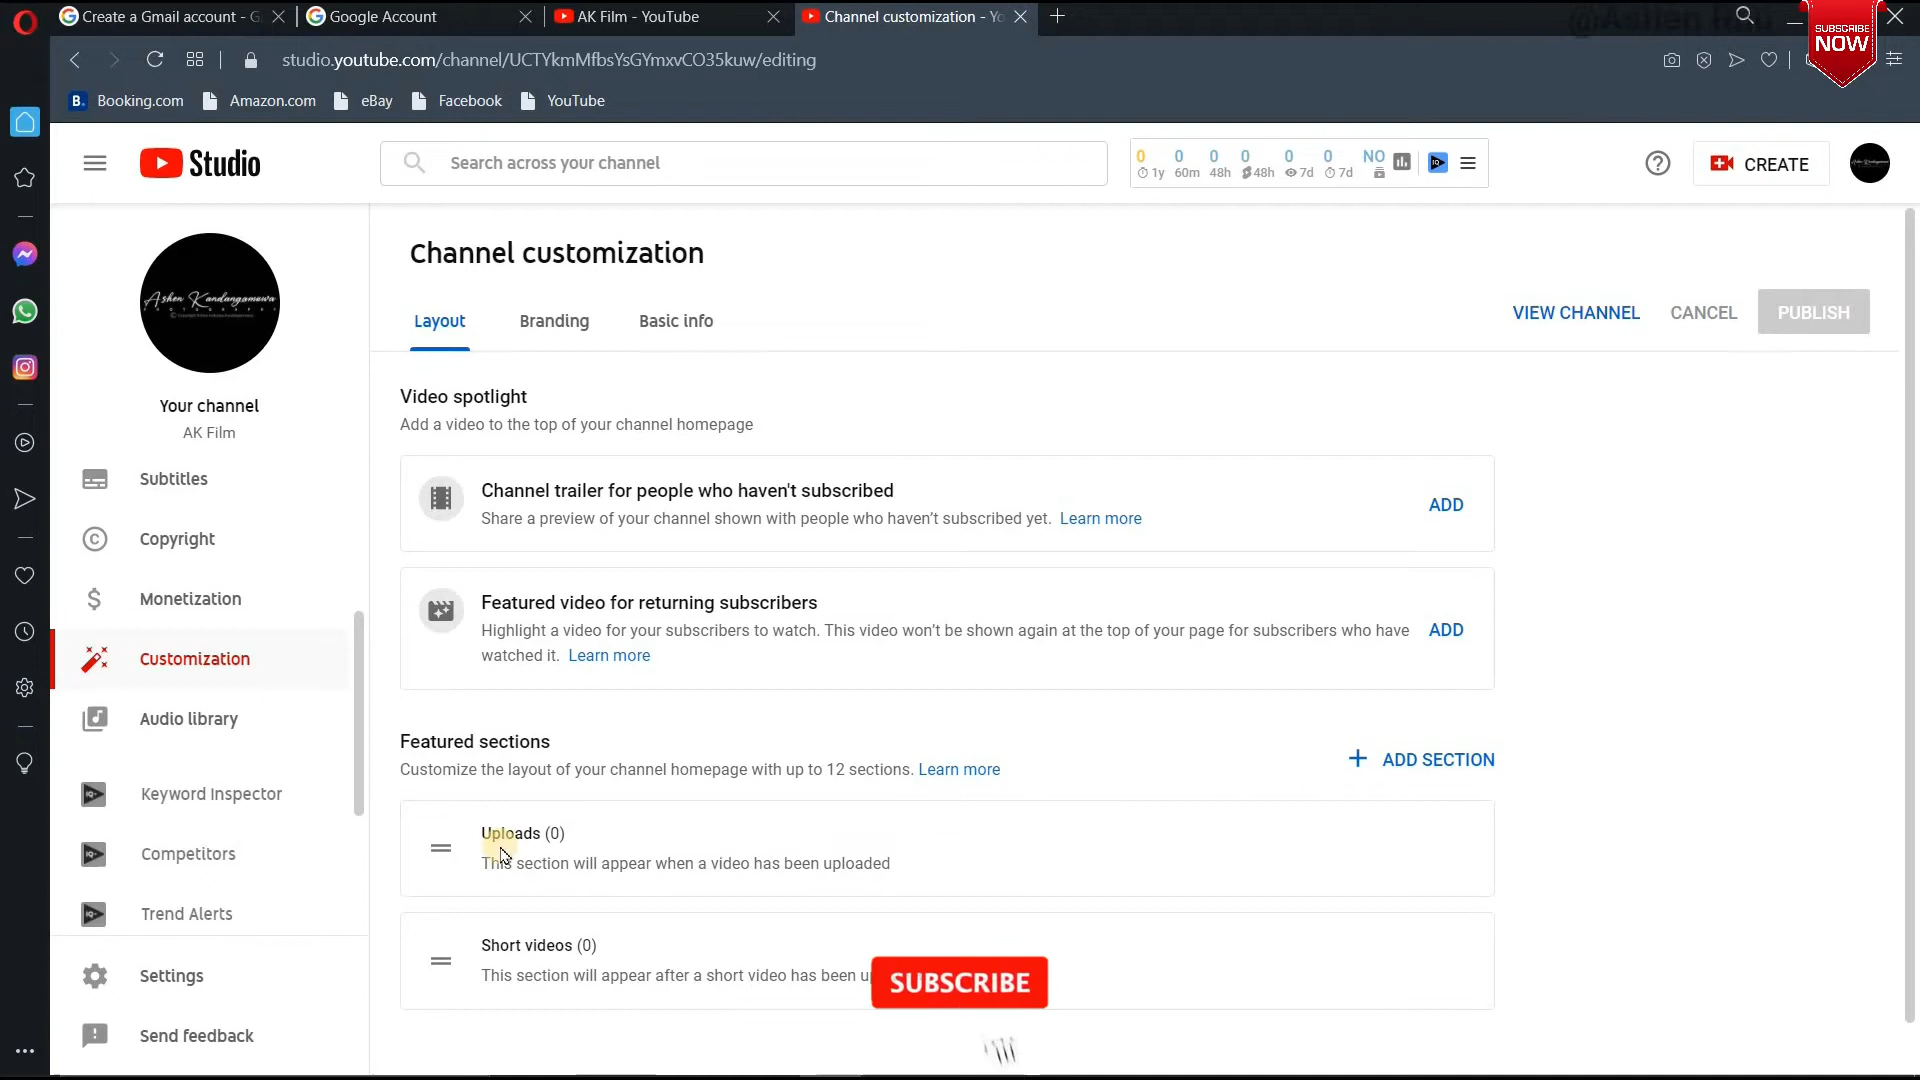 Create a Gmail account - G
Google Account
AK Film - YouTube
Channel customization - Yo
SUBSCRIBE
NOW
studio.youtube.com/channel/UCTYkmMfbsYsGYmxvCO35kuw/editing
B. Booking.com
Amazon.com
eBay
Facebook
YouTube
Studio
Search across your channel
0 0 0 0 0 0 NO
1y 60m 48h 48h 7d 7d
CREATE
Channel customization
Layout
Branding
Basic info
VIEW CHANNEL
CANCEL
PUBLISH
Ashen Kandangamuwa
Your channel
AK Film
Subtitles
Copyright
Monetization
Customization
Audio library
Keyword Inspector
Competitors
Trend Alerts
Settings
Send feedback
Video spotlight
Add a video to the top of your channel homepage
Channel trailer for people who haven't subscribed
Share a preview of your channel shown with people who haven't subscribed yet. Learn more
ADD
Featured video for returning subscribers
Highlight a video for your subscribers to watch. This video won't be shown again at the top of your page for subscribers who have
watched it. Learn more
ADD
Featured sections
Customize the layout of your channel homepage with up to 12 sections. Learn more
+ ADD SECTION
Uploads (0)
This section will appear when a video has been uploaded
Short videos (0)
This section will appear after a short video has been
SUBSCRIBE